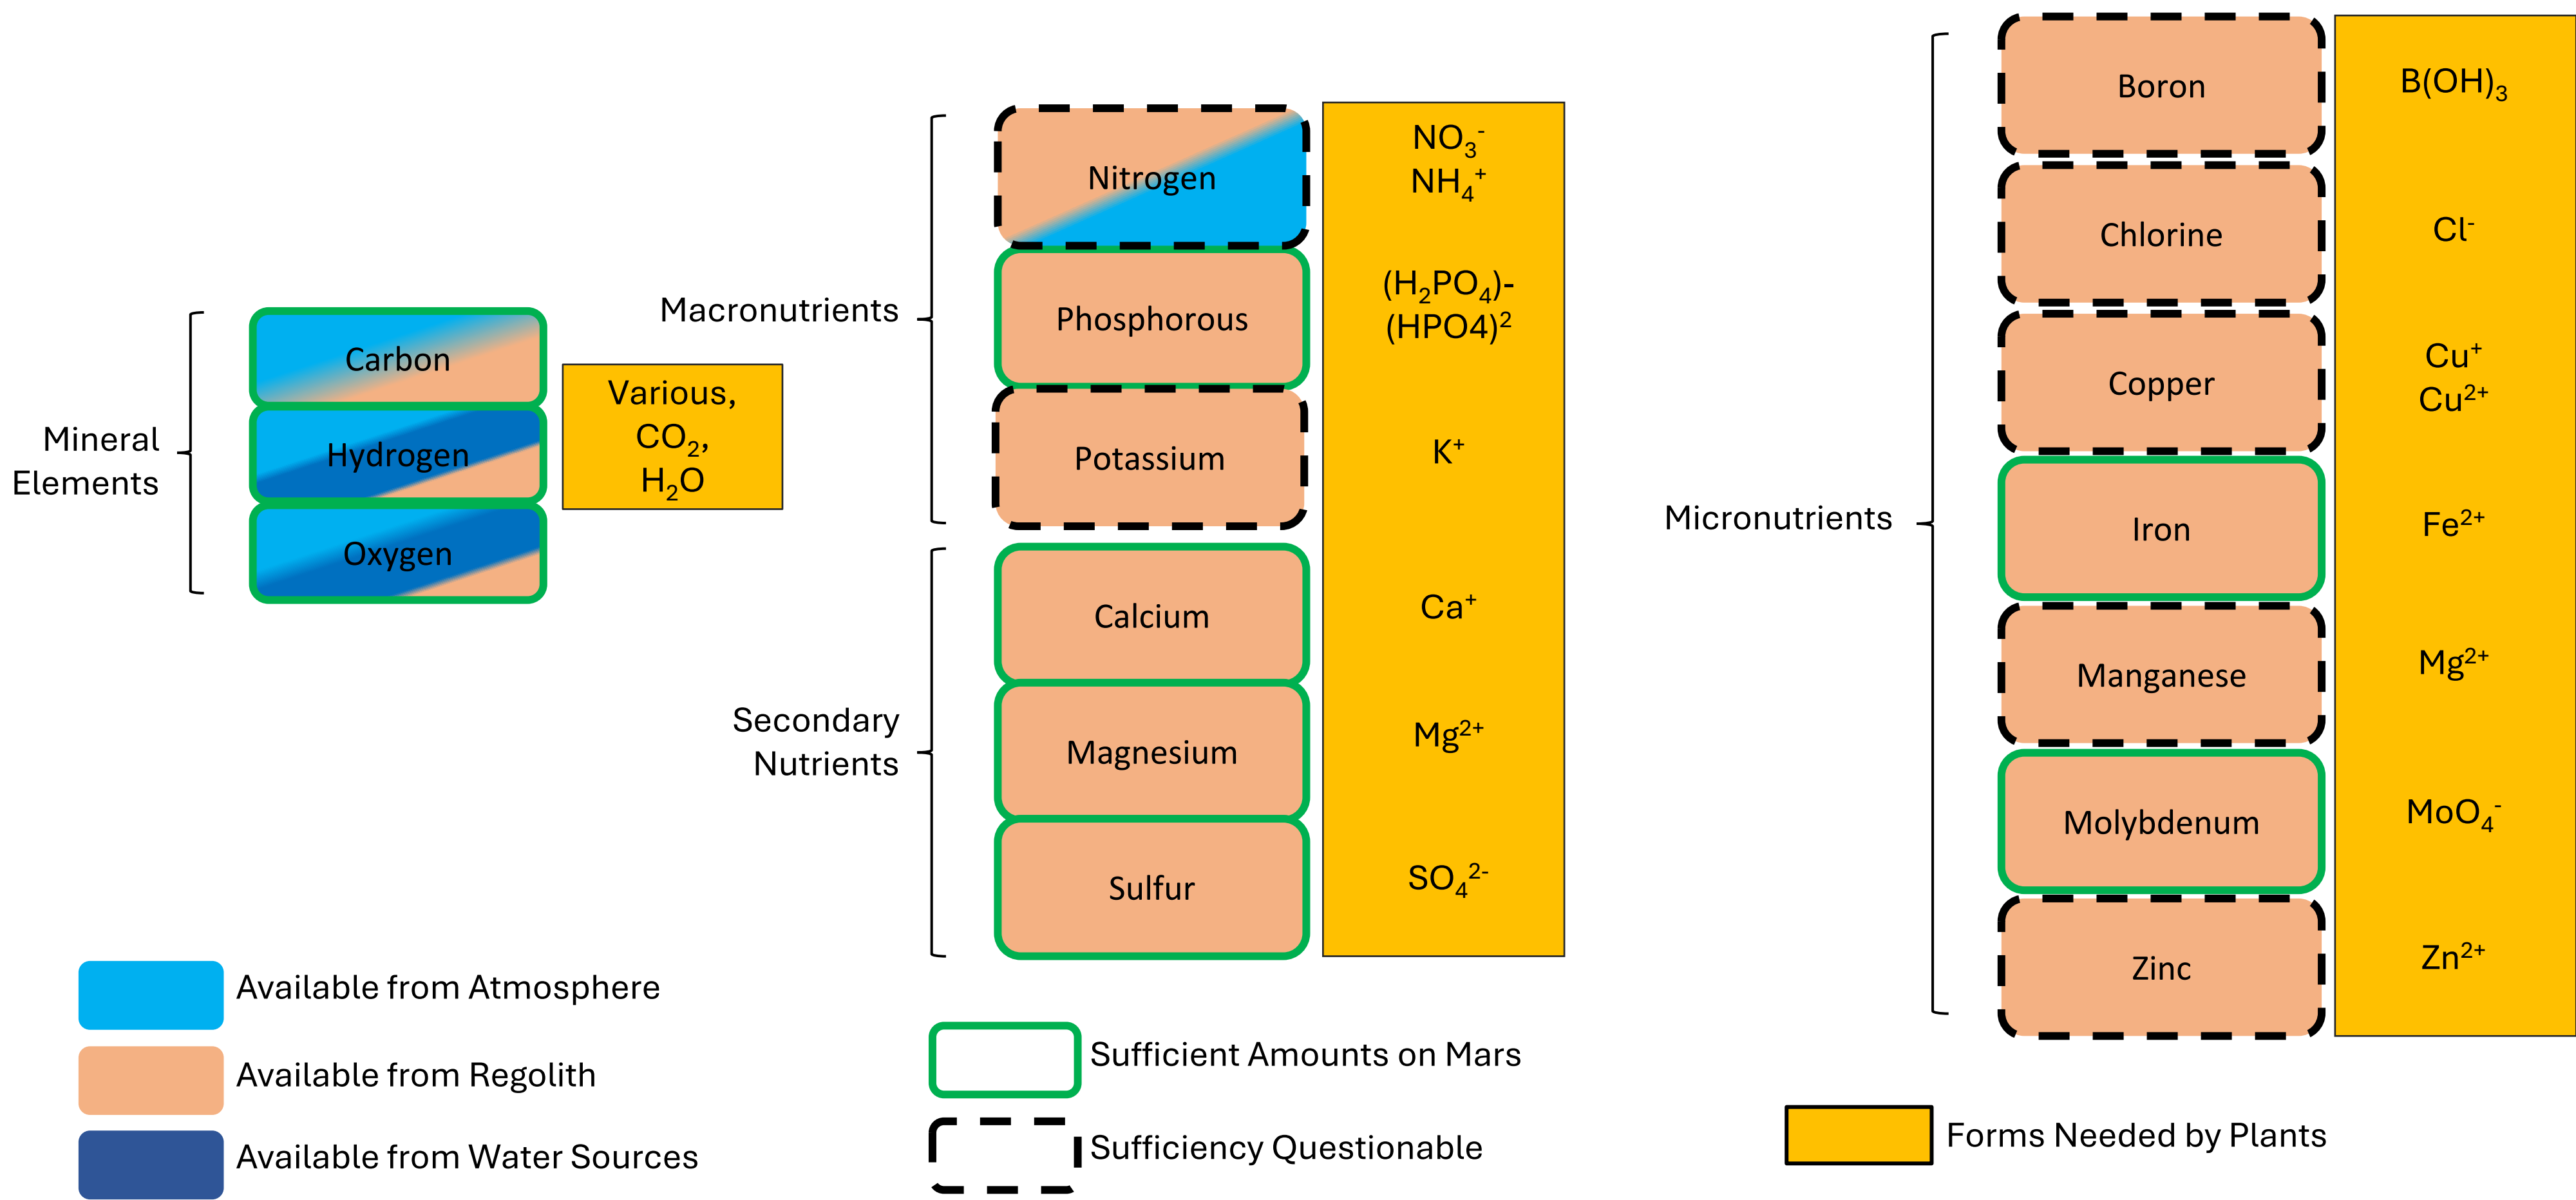 Mineral
Elements
Carbon
Hydrogen
Oxygen
Various,
CO₂,
H₂O
Macronutrients
Nitrogen
Phosphorous
Potassium
NO₃⁻
NH₄⁺
(H₂PO₄)-
(HPO4)²
K⁺
Secondary
Nutrients
Calcium
Magnesium
Sulfur
Ca⁺
Mg²⁺
SO₄²⁻
Micronutrients
Boron
Chlorine
Copper
Iron
Manganese
Molybdenum
Zinc
B(OH)₃
Cl⁻
Cu⁺
Cu²⁺
Fe²⁺
Mg²⁺
MoO₄⁻
Zn²⁺
Available from Atmosphere
Available from Regolith
Available from Water Sources
Sufficient Amounts on Mars
Sufficiency Questionable
Forms Needed by Plants